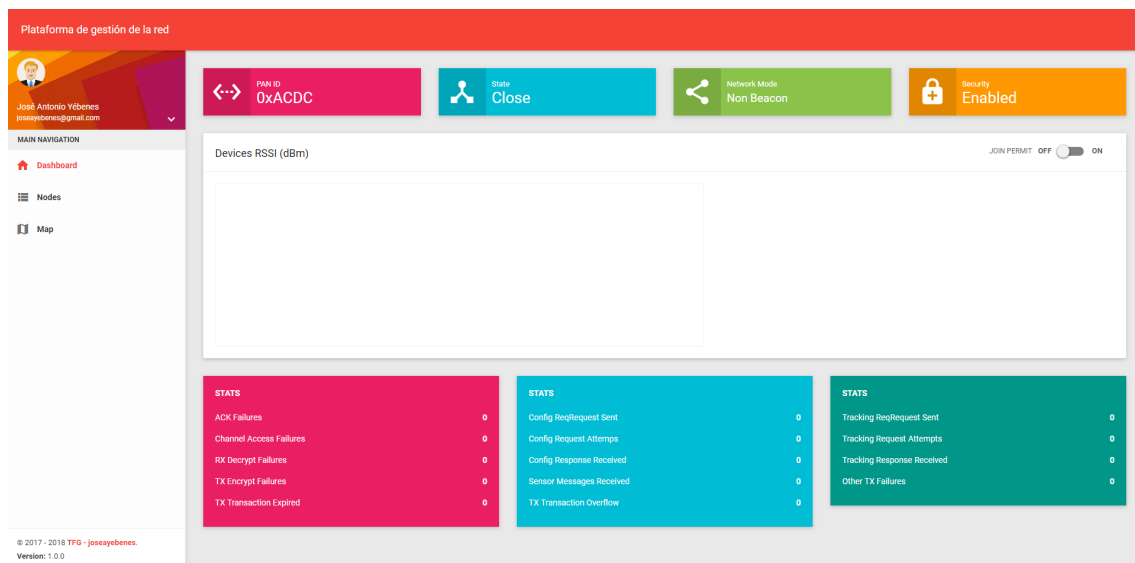 Plataforma de gestión de la red
José Antonio Yébenes
joseayebenes@gmail.com
MAIN NAVIGATION
Dashboard
Nodes
Map
© 2017 - 2018 TFG - joseayebenes.
Version: 1.0.0
PAN ID
0xACDC
State
Close
Network Mode
Non Beacon
Security
Enabled
Devices RSSI (dBm)
JOIN PERMIT OFF ON
STATS
ACK Failures 0
Channel Access Failures 0
RX Decrypt Failures 0
TX Encrypt Failures 0
TX Transaction Expired 0
STATS
Config ReqRequest Sent 0
Config Request Attemps 0
Config Response Received 0
Sensor Messages Received 0
TX Transaction Overflow 0
STATS
Tracking ReqRequest Sent 0
Tracking Request Attempts 0
Tracking Response Received 0
Other TX Failures 0